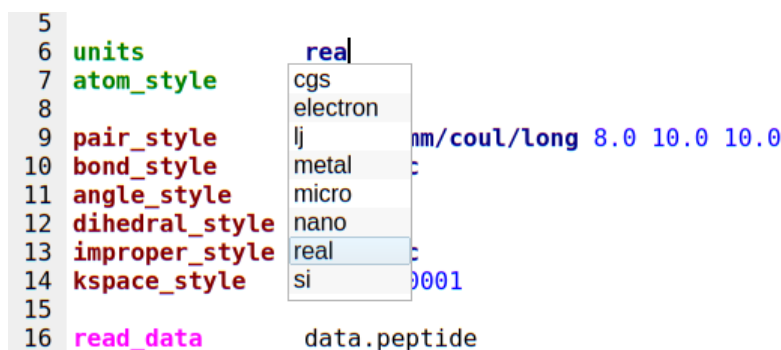 5
6 units rea
7 atom_style
cgs
8
electron
9 pair_style mm/coul/long 8.0 10.0 10.0
lj
10 bond_style c
metal
11 angle_style
micro
12 dihedral_style
nano
13 improper_style c
real
14 kspace_style 0001
si
15
16 read_data data.peptide